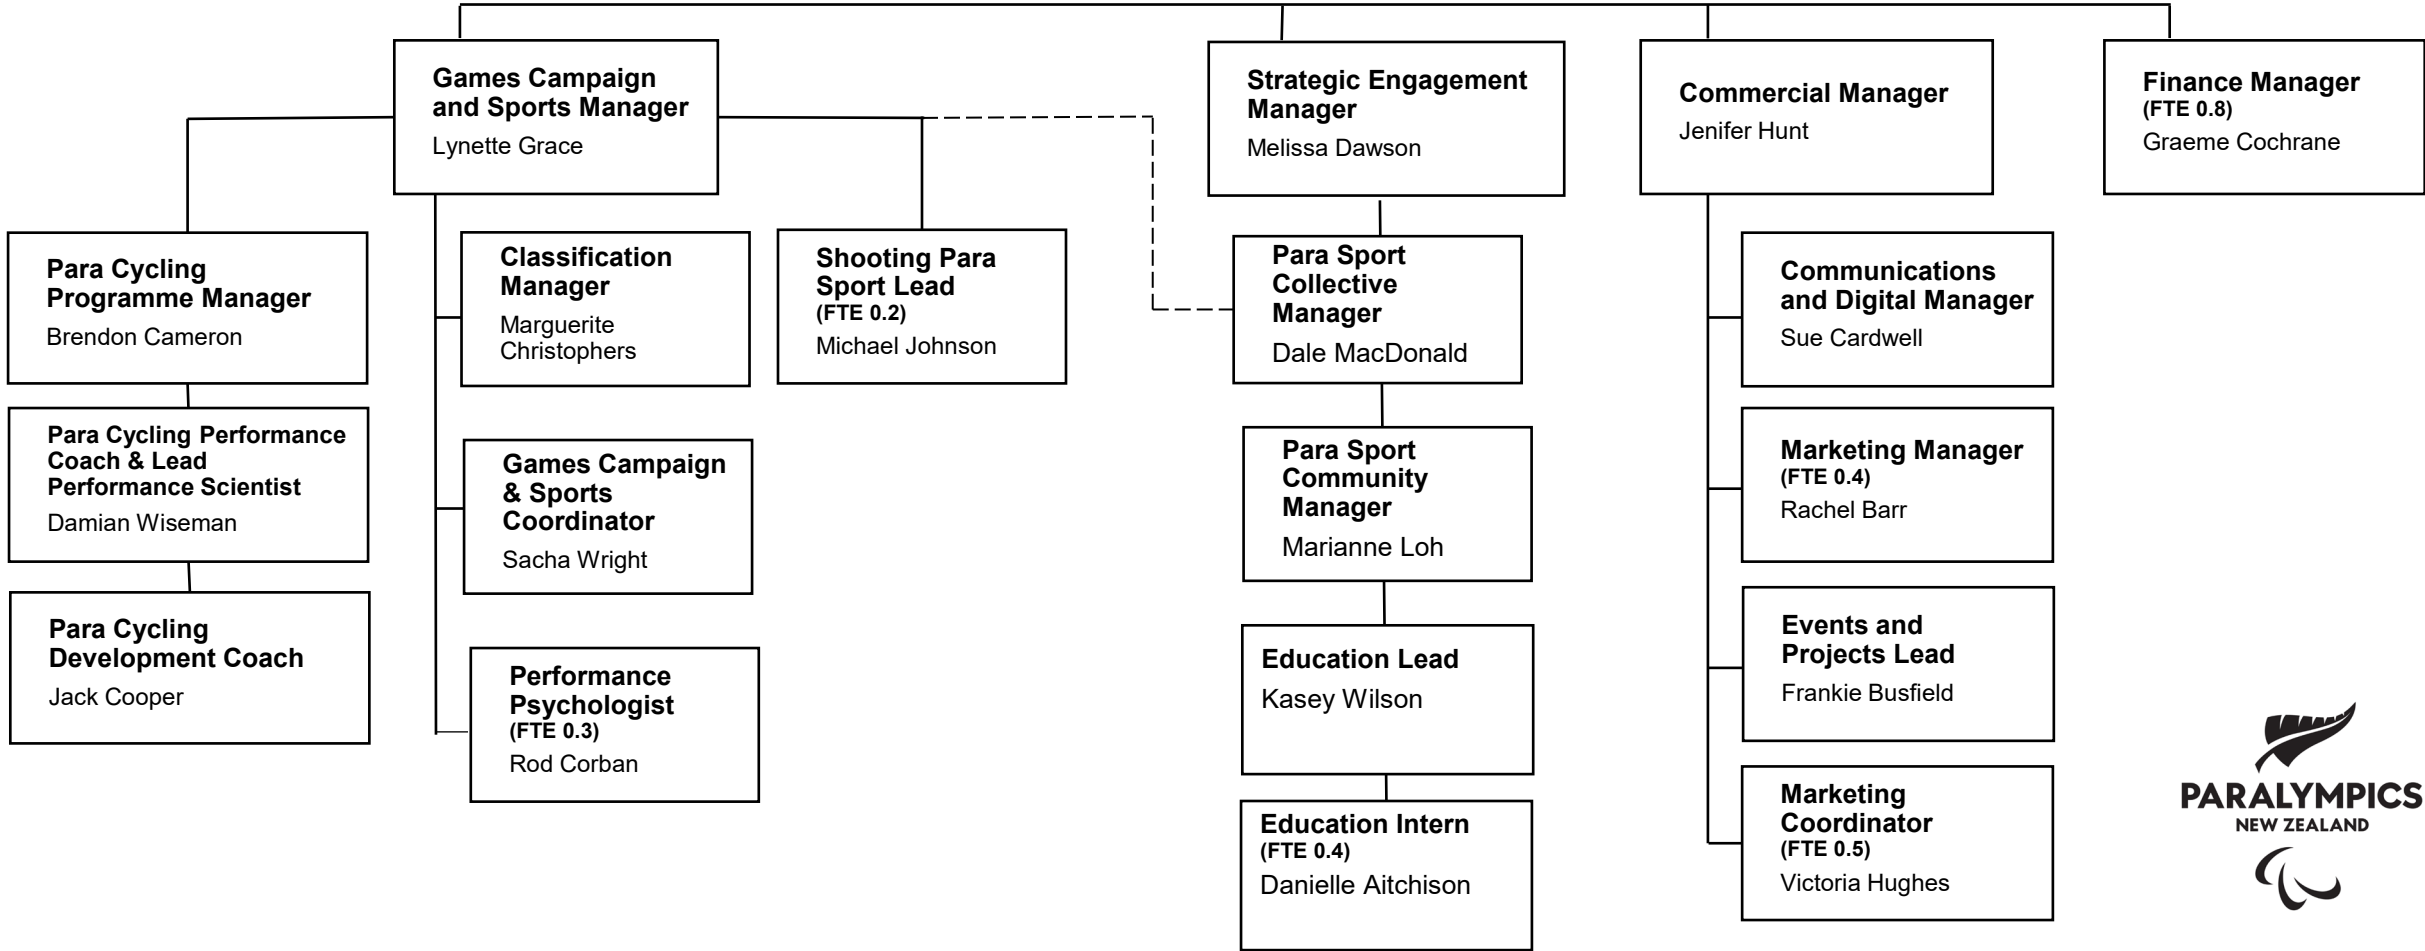 Games Campaign
and Sports Manager
Lynette Grace
Strategic Engagement
Manager
Melissa Dawson
Commercial Manager
Jenifer Hunt
Finance Manager
(FTE 0.8)
Graeme Cochrane
Para Cycling
Programme Manager
Brendon Cameron
Classification
Manager
Marguerite
Christophers
Shooting Para
Sport Lead
(FTE 0.2)
Michael Johnson
Para Sport
Collective
Manager
Dale MacDonald
Communications
and Digital Manager
Sue Cardwell
Para Cycling Performance
Coach & Lead
Performance Scientist
Damian Wiseman
Games Campaign
& Sports
Coordinator
Sacha Wright
Para Sport
Community
Manager
Marianne Loh
Marketing Manager
(FTE 0.4)
Rachel Barr
Para Cycling
Development Coach
Jack Cooper
Performance
Psychologist
(FTE 0.3)
Rod Corban
Education Lead
Kasey Wilson
Events and
Projects Lead
Frankie Busfield
Education Intern
(FTE 0.4)
Danielle Aitchison
Marketing
Coordinator
(FTE 0.5)
Victoria Hughes
PARALYMPICS
NEW ZEALAND